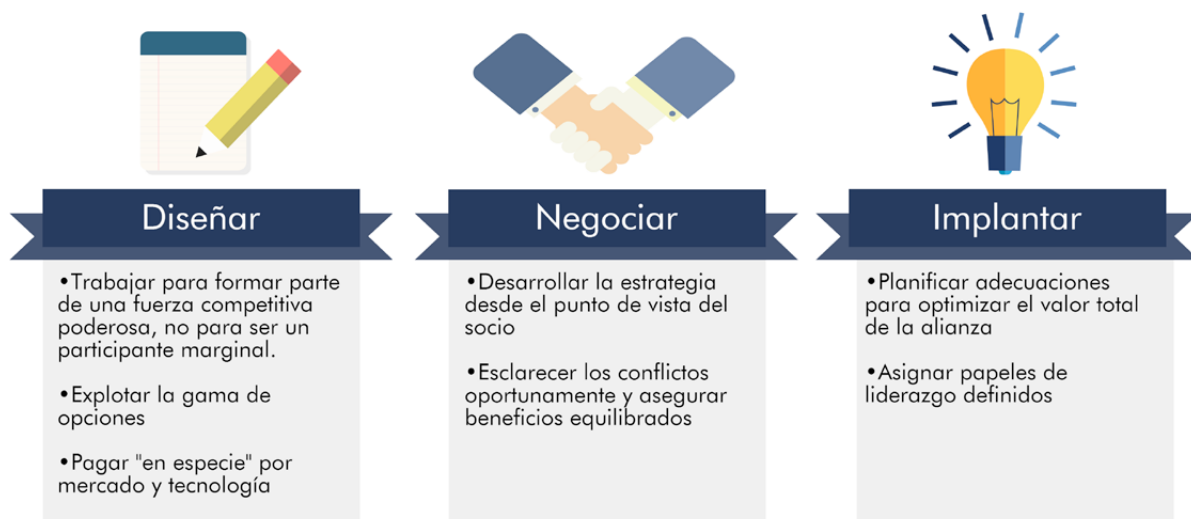 Diseñar
•Trabajar para formar parte
de una fuerza competitiva
poderosa, no para ser un
participante marginal.
•Explotar la gama de
opciones
•Pagar "en especie" por
mercado y tecnología
Negociar
•Desarrollar la estrategia
desde el punto de vista del
socio
•Esclarecer los conflictos
oportunamente y asegurar
beneficios equilibrados
Implantar
•Planificar adecuaciones
para optimizar el valor total
de la alianza
•Asignar papeles de
liderazgo definidos